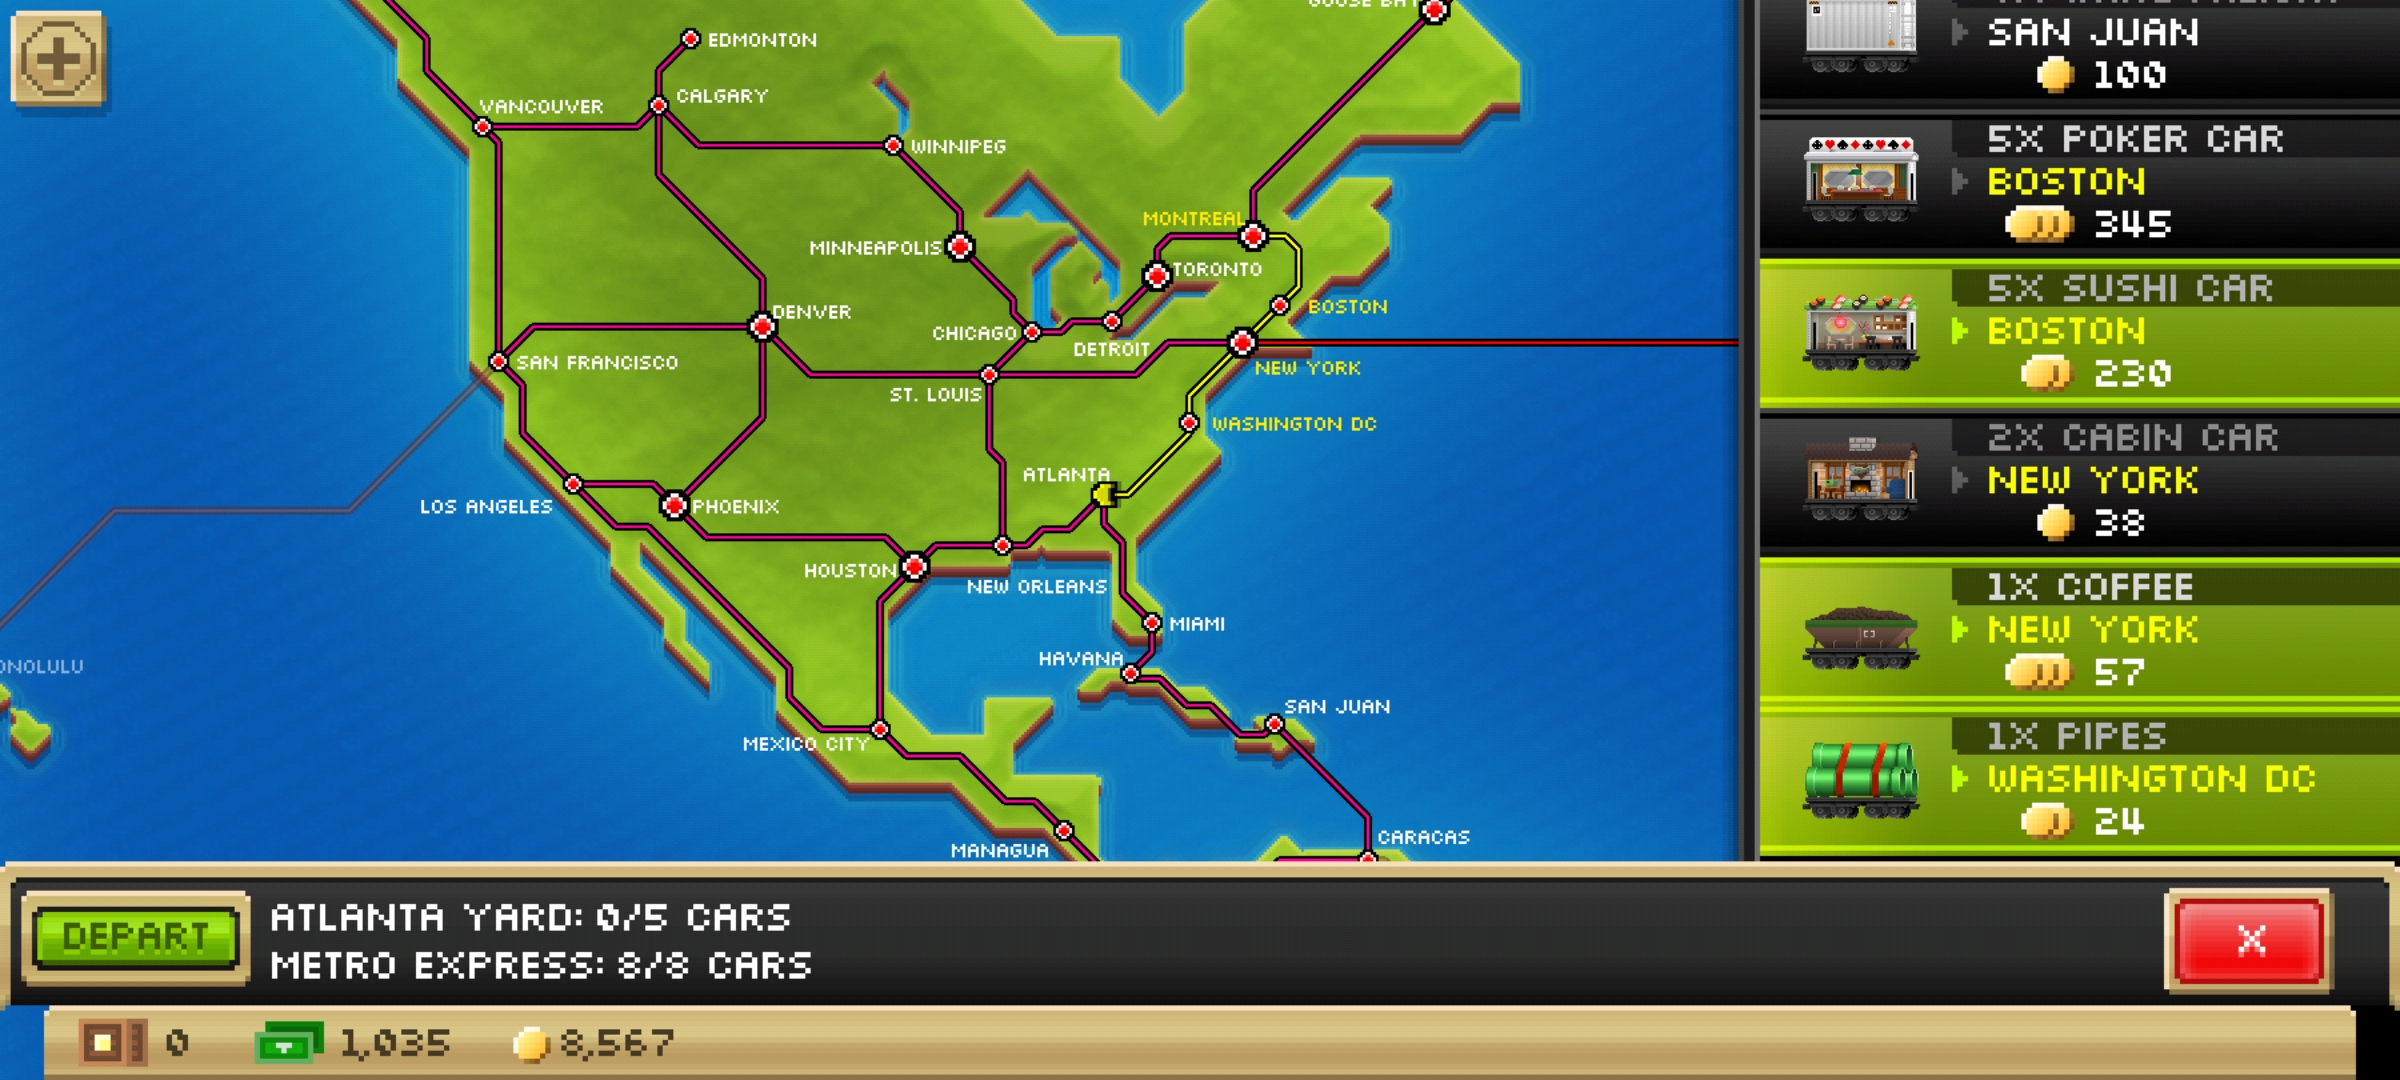 GOOSE BAY
EDMONTON
CALGARY
VANCOUVER
WINNIPEG
MONTREAL
MINNEAPOLIS
TORONTO
BOSTON
DENVER
CHICAGO
DETROIT
SAN FRANCISCO
NEW YORK
ST. LOUIS
WASHINGTON DC
ATLANTA
LOS ANGELES
PHOENIX
HOUSTON
NEW ORLEANS
MIAMI
HAVANA
ONOLULU
SAN JUAN
MEXICO CITY
CARACAS
MANAGUA
SAN JUAN
100
5X POKER CAR
BOSTON
345
5X SUSHI CAR
BOSTON
230
2X CABIN CAR
NEW YORK
38
1X COFFEE
NEW YORK
57
1X PIPES
WASHINGTON DC
24
DEPART
ATLANTA YARD: 0/5 CARS
METRO EXPRESS: 8/8 CARS
X
0
1,035
8,567